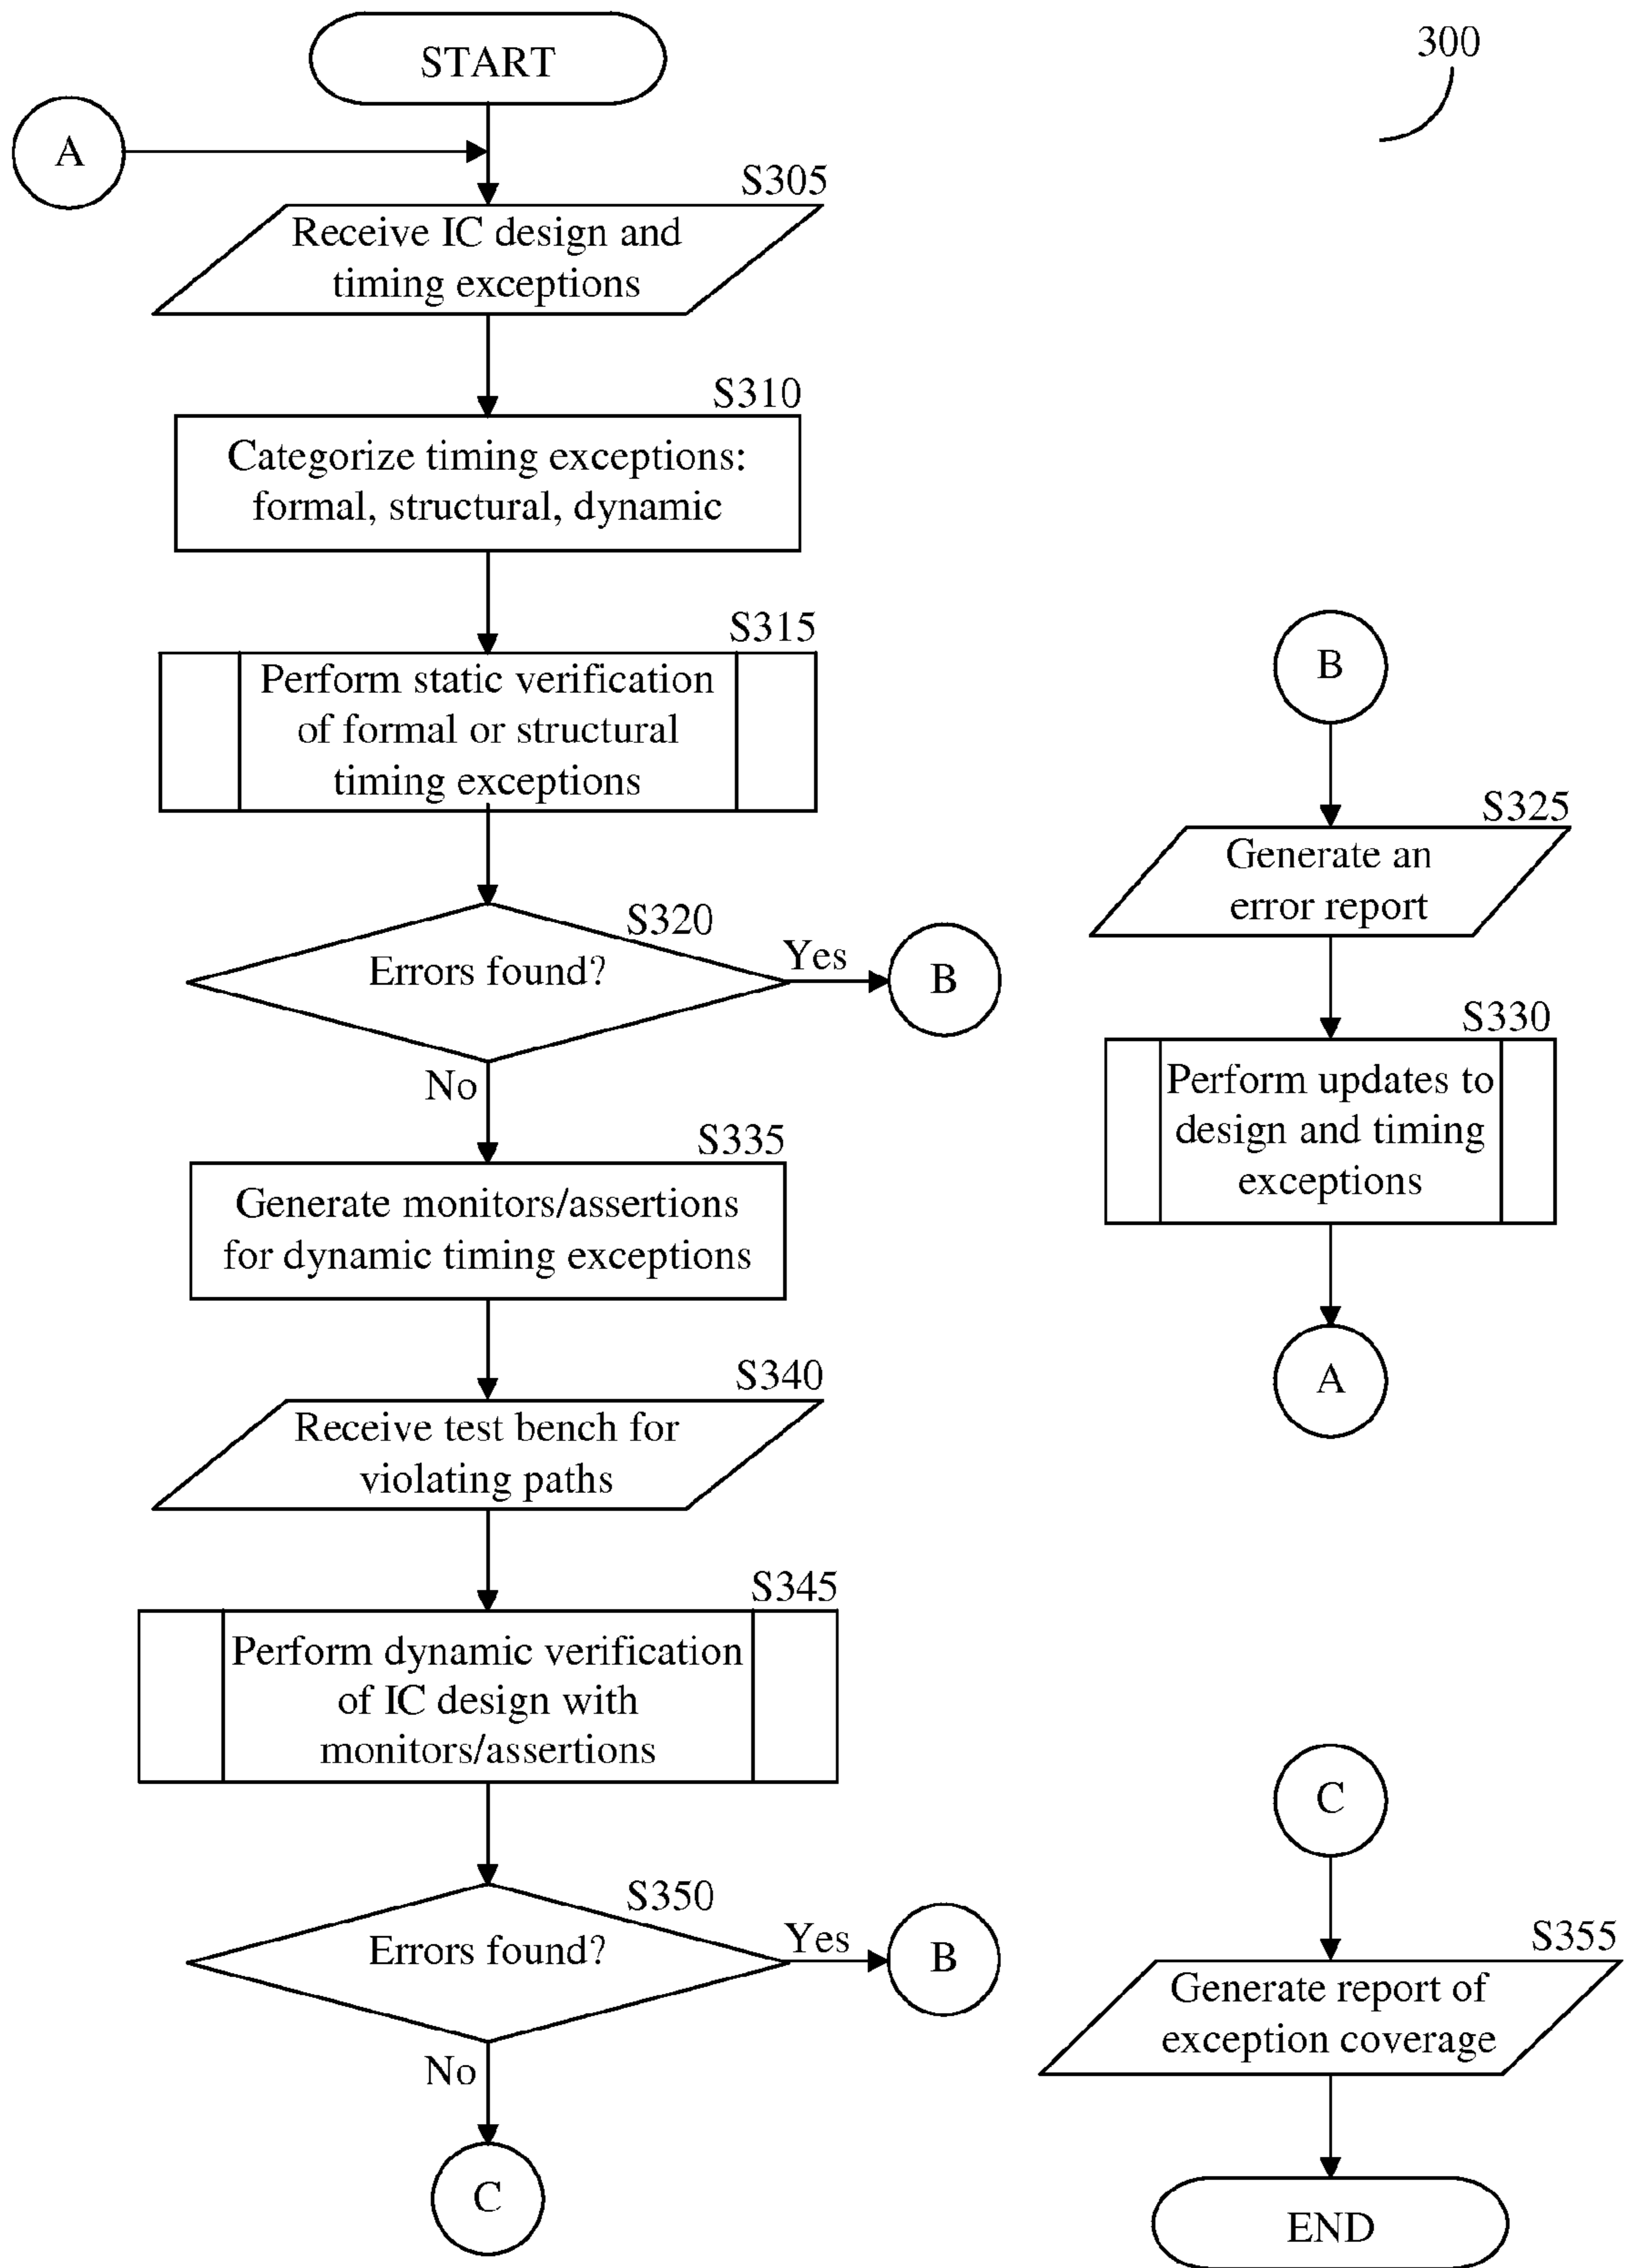 START
300
A
S305
Receive IC design and
timing exceptions
S310
Categorize timing exceptions:
formal, structural, dynamic
S315
Perform static verification
of formal or structural
timing exceptions
S320
Errors found?
Yes
B
No
S335
Generate monitors/assertions
for dynamic timing exceptions
S340
Receive test bench for
violating paths
S345
Perform dynamic verification
of IC design with
monitors/assertions
S350
Errors found?
Yes
B
No
C
B
S325
Generate an
error report
S330
Perform updates to
design and timing
exceptions
A
C
S355
Generate report of
exception coverage
END